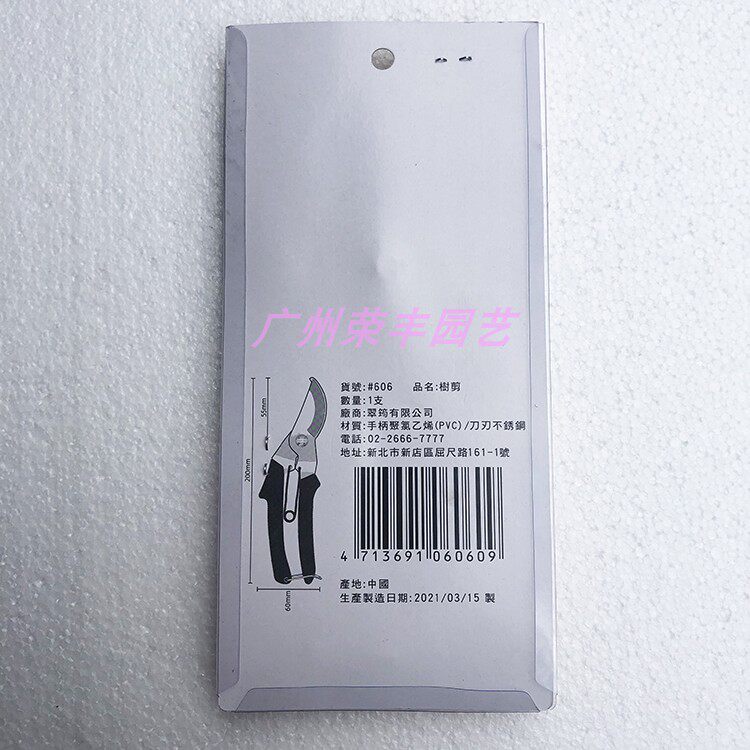 广州荣丰园艺
貨號:#606 品名:樹剪
數量:1支
廠商:翠筠有限公司
材質:手柄聚氯乙烯(PVC)/刀刃不銹鋼
電話:02-2666-7777
地址:新北市新店區屈尺路161-1號
55mm
200mm
60mm
4 713691 060609
產地:中國
生產製造日期:2021/03/15 製